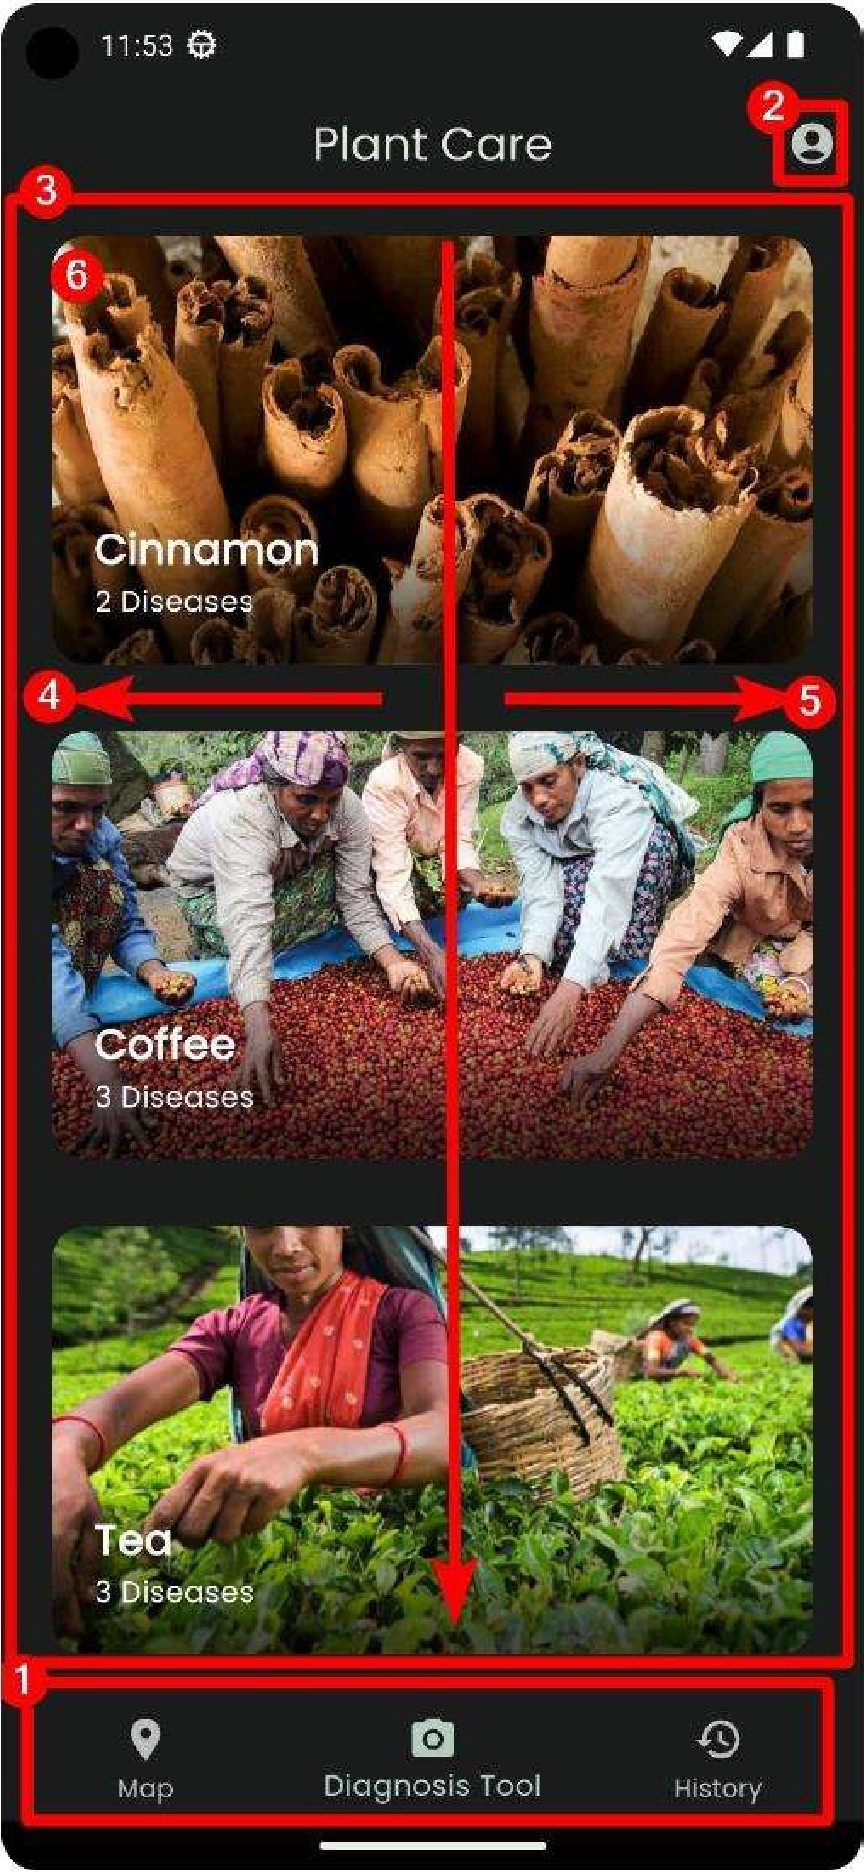 11:53
2
Plant Care
3
6
Cinnamon
2 Diseases
4
5
Coffee
3 Diseases
Tea
3 Diseases
1
Map
Diagnosis Tool
History